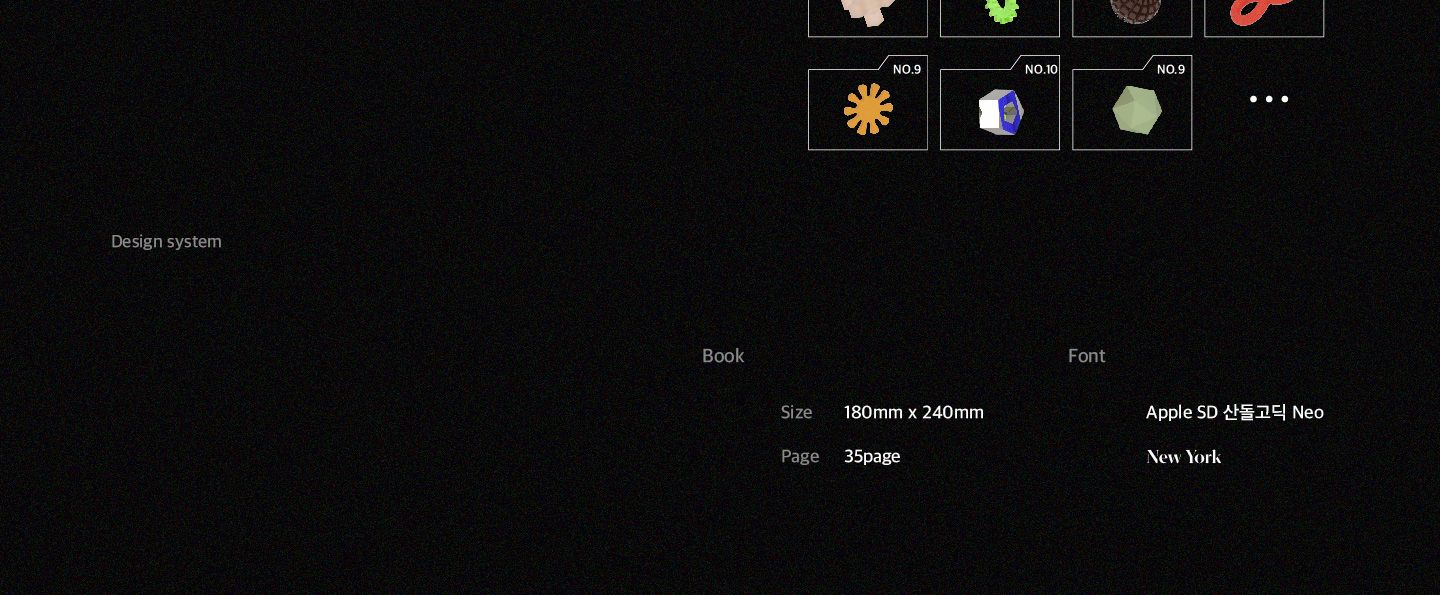 NO.9
NO.10
NO.9
Design system
Book
Font
Size 180mm x 240mm
Apple SD 산돌고딕 Neo
Page 35page
New York